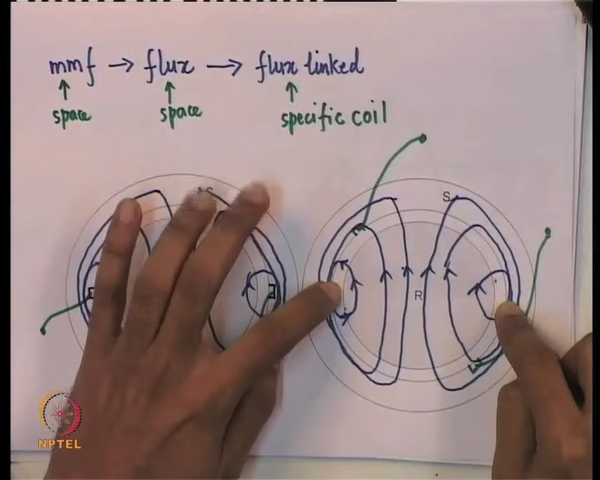 mmf → flux → flux linked
↑ ↑ ↑
space space specific coil
S
R
NPTEL